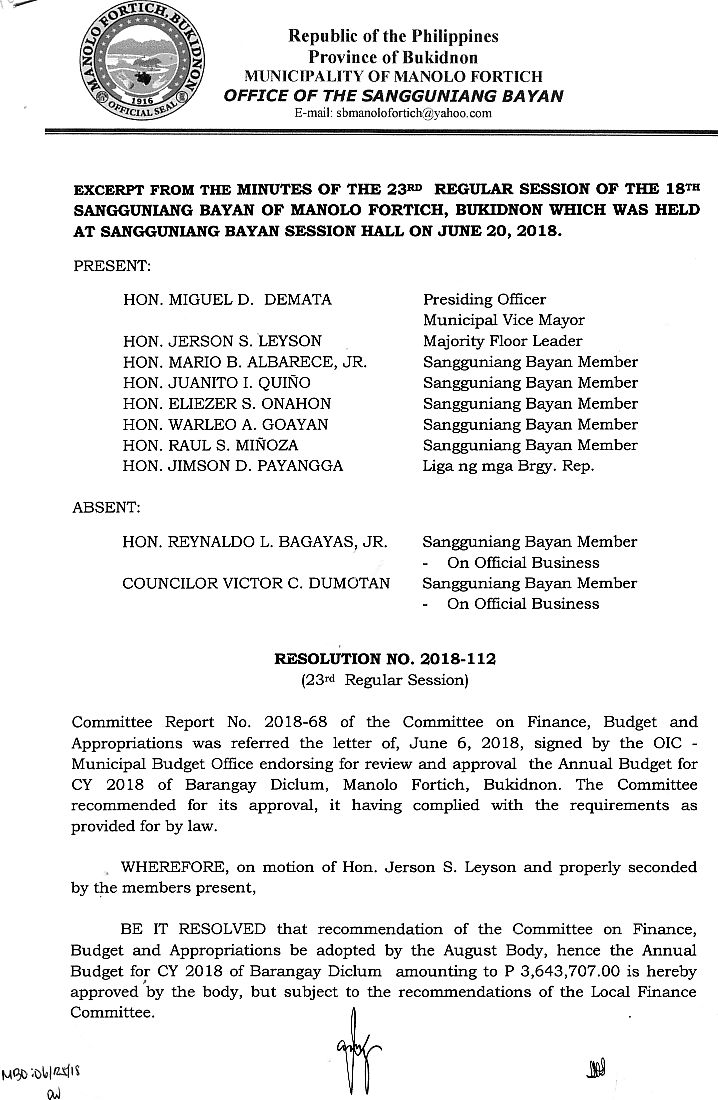 MANOLO FORTICH, BUKIDNON
1916
OFFICIAL SEAL
Republic of the Philippines
Province of Bukidnon
MUNICIPALITY OF MANOLO FORTICH
OFFICE OF THE SANGGUNIANG BAYAN
E-mail: sbmanolofortich@yahoo.com
EXCERPT FROM THE MINUTES OF THE 23RD REGULAR SESSION OF THE 18TH
SANGGUNIANG BAYAN OF MANOLO FORTICH, BUKIDNON WHICH WAS HELD
AT SANGGUNIANG BAYAN SESSION HALL ON JUNE 20, 2018.
PRESENT:
HON. MIGUEL D. DEMATA Presiding Officer
Municipal Vice Mayor
HON. JERSON S. LEYSON Majority Floor Leader
HON. MARIO B. ALBARECE, JR. Sangguniang Bayan Member
HON. JUANITO I. QUIÑO Sangguniang Bayan Member
HON. ELIEZER S. ONAHON Sangguniang Bayan Member
HON. WARLEO A. GOAYAN Sangguniang Bayan Member
HON. RAUL S. MIÑOZA Sangguniang Bayan Member
HON. JIMSON D. PAYANGGA Liga ng mga Brgy. Rep.
ABSENT:
HON. REYNALDO L. BAGAYAS, JR. Sangguniang Bayan Member
- On Official Business
COUNCILOR VICTOR C. DUMOTAN Sangguniang Bayan Member
- On Official Business
RESOLUTION NO. 2018-112
(23rd Regular Session)
Committee Report No. 2018-68 of the Committee on Finance, Budget and
Appropriations was referred the letter of, June 6, 2018, signed by the OIC -
Municipal Budget Office endorsing for review and approval the Annual Budget for
CY 2018 of Barangay Diclum, Manolo Fortich, Bukidnon. The Committee
recommended for its approval, it having complied with the requirements as
provided for by law.
WHEREFORE, on motion of Hon. Jerson S. Leyson and properly seconded
by the members present,
BE IT RESOLVED that recommendation of the Committee on Finance,
Budget and Appropriations be adopted by the August Body, hence the Annual
Budget for CY 2018 of Barangay Diclum amounting to P 3,643,707.00 is hereby
approved by the body, but subject to the recommendations of the Local Finance
Committee.
MBO:06/25/18